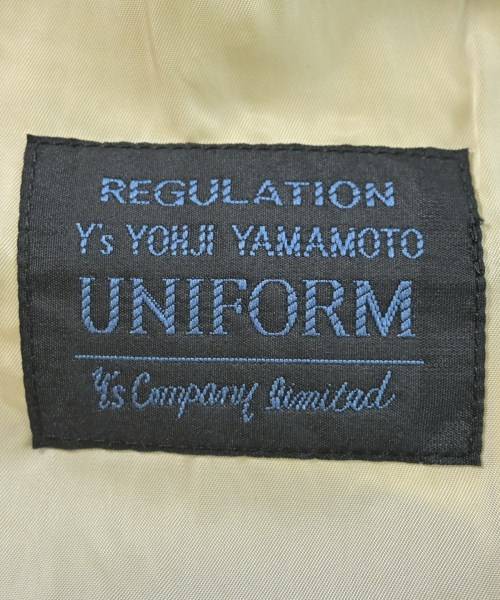 REGULATION
Y's YOHJI YAMAMOTO
UNIFORM
Y's Company limited